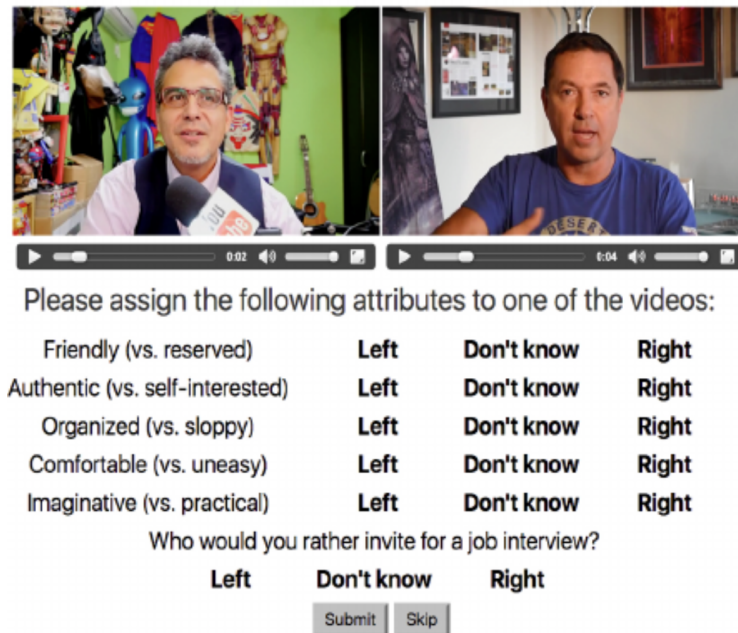 You
Tube
DESERT
0:02
0:04
Please assign the following attributes to one of the videos:
Friendly (vs. reserved) Left Don't know Right
Authentic (vs. self-interested) Left Don't know Right
Organized (vs. sloppy) Left Don't know Right
Comfortable (vs. uneasy) Left Don't know Right
Imaginative (vs. practical) Left Don't know Right
Who would you rather invite for a job interview?
Left Don't know Right
Submit Skip